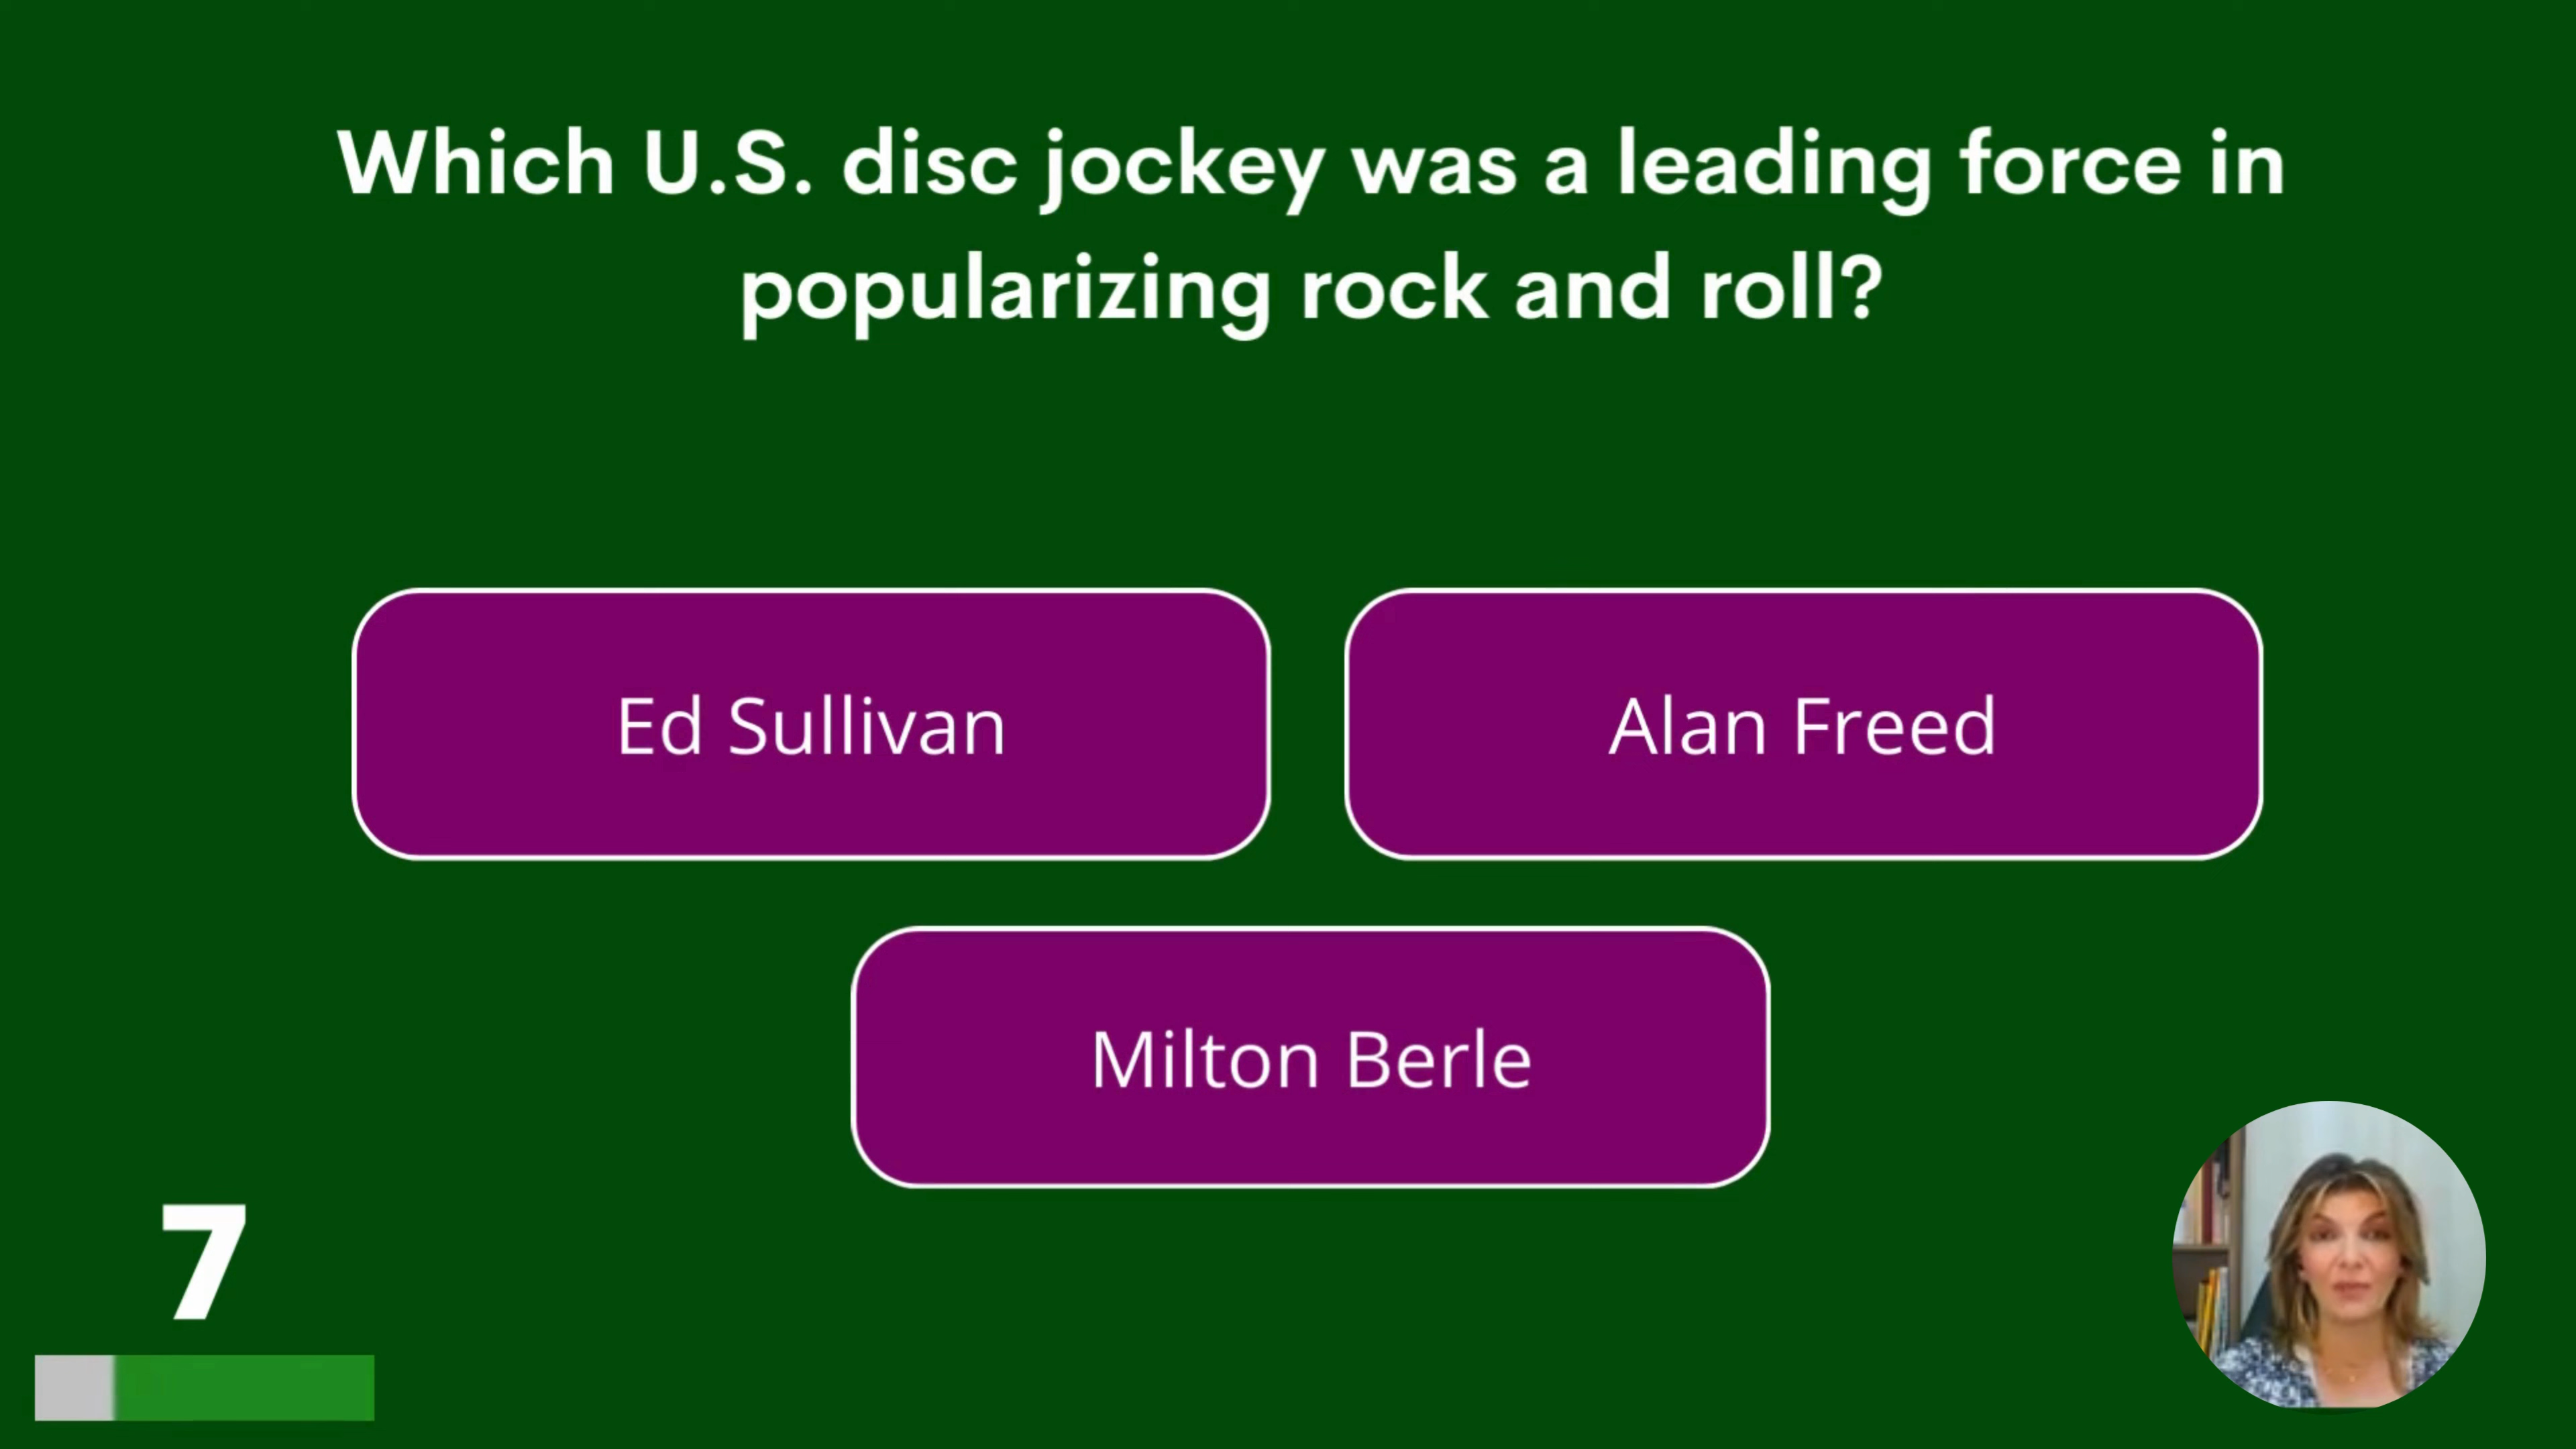 Which U.S. disc jockey was a leading force in
popularizing rock and roll?
Ed Sullivan
Alan Freed
Milton Berle
7